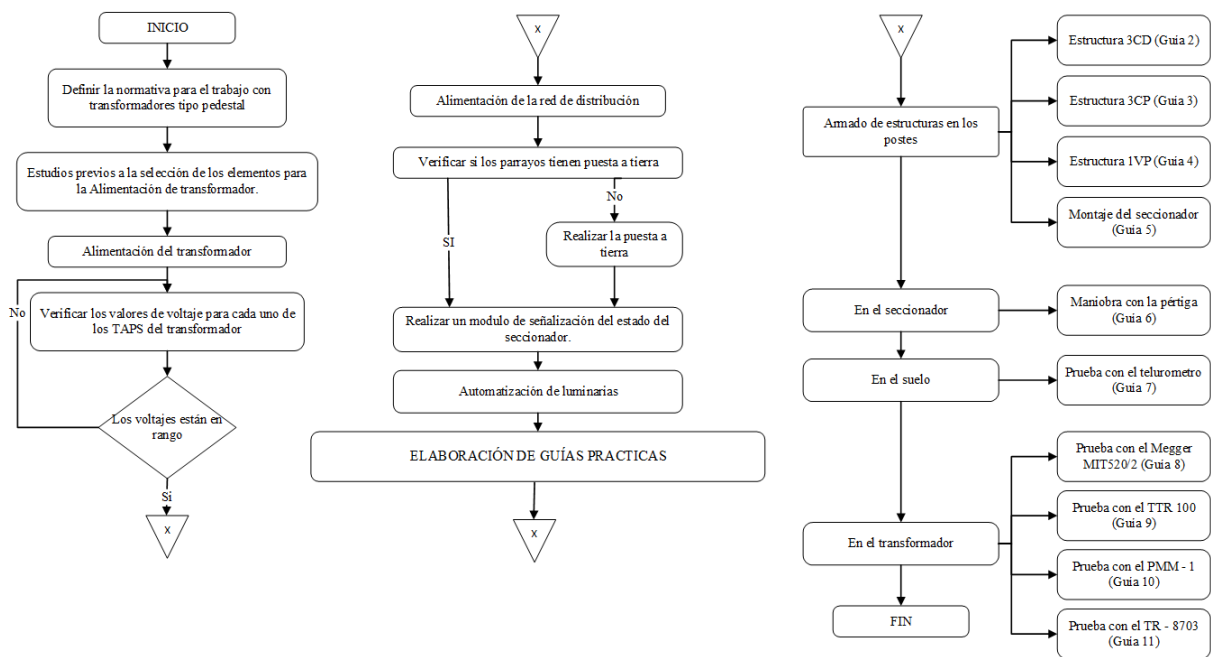 INICIO
Definir la normativa para el trabajo con
transformadores tipo pedestal
Estudios previos a la selección de los elementos para
la Alimentación de transformador.
Alimentación del transformador
No
Verificar los valores de voltaje para cada uno de
los TAPS del transformador
Los voltajes están en
rango
Si
X
X
Alimentación de la red de distribución
Verificar si los parrayos tienen puesta a tierra
No
SI
Realizar la puesta a
tierra
Realizar un modulo de señalización del estado del
seccionador.
Automatización de luminarias
ELABORACIÓN DE GUÍAS PRACTICAS
X
X
Armado de estructuras en los
postes
Estructura 3CD (Guia 2)
Estructura 3CP (Guia 3)
Estructura 1VP (Guia 4)
Montaje del seccionador
(Guia 5)
En el seccionador
Maniobra con la pértiga
(Guia 6)
En el suelo
Prueba con el telurometro
(Guia 7)
En el transformador
Prueba con el Megger
MIT520/2 (Guia 8)
Prueba con el TTR 100
(Guia 9)
Prueba con el PMM - 1
(Guia 10)
Prueba con el TR - 8703
(Guia 11)
FIN